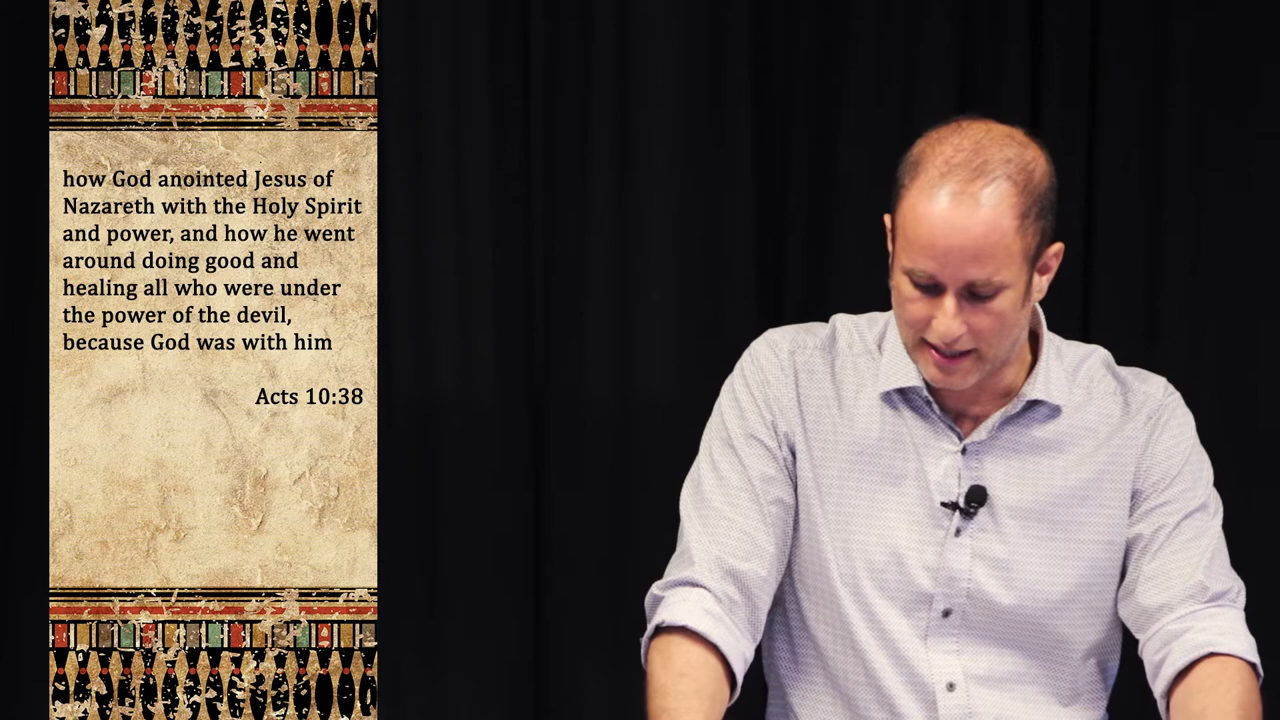 how God anointed Jesus of
Nazareth with the Holy Spirit
and power, and how he went
around doing good and
healing all who were under
the power of the devil,
because God was with him
Acts 10:38